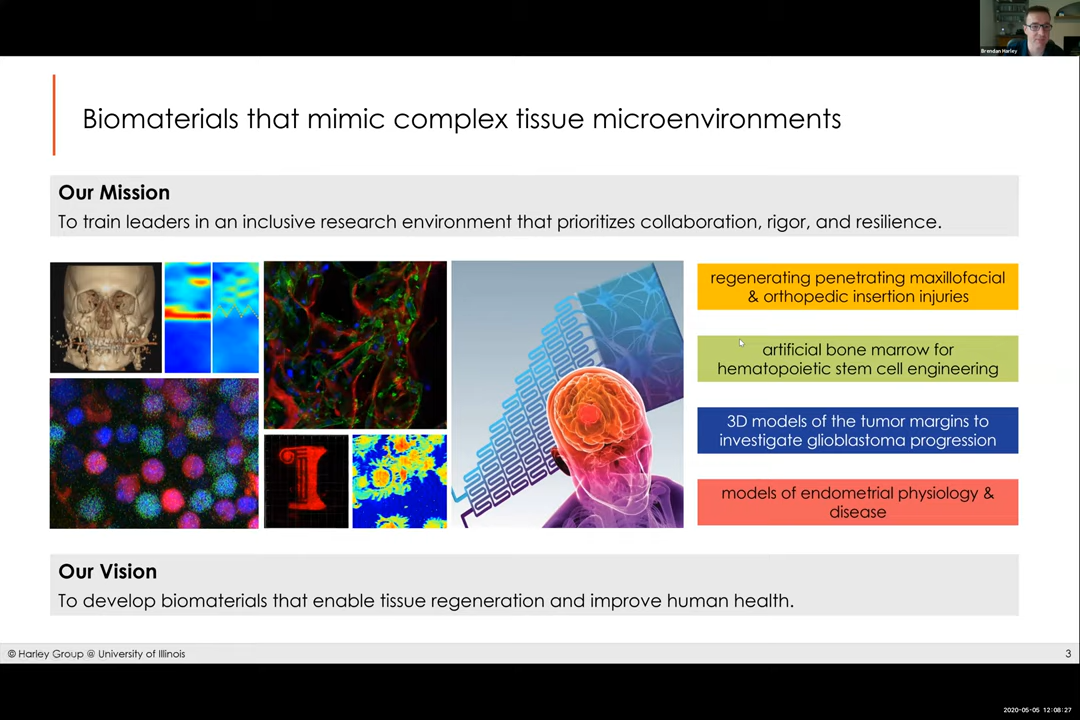 Brendan Harley
Biomaterials that mimic complex tissue microenvironments
Our Mission
To train leaders in an inclusive research environment that prioritizes collaboration, rigor, and resilience.
regenerating penetrating maxillofacial
& orthopedic insertion injuries
artificial bone marrow for
hematopoietic stem cell engineering
3D models of the tumor margins to
investigate glioblastoma progression
models of endometrial physiology &
disease
Our Vision
To develop biomaterials that enable tissue regeneration and improve human health.
© Harley Group @ University of Illinois
3
2020-05-05 12:08:27